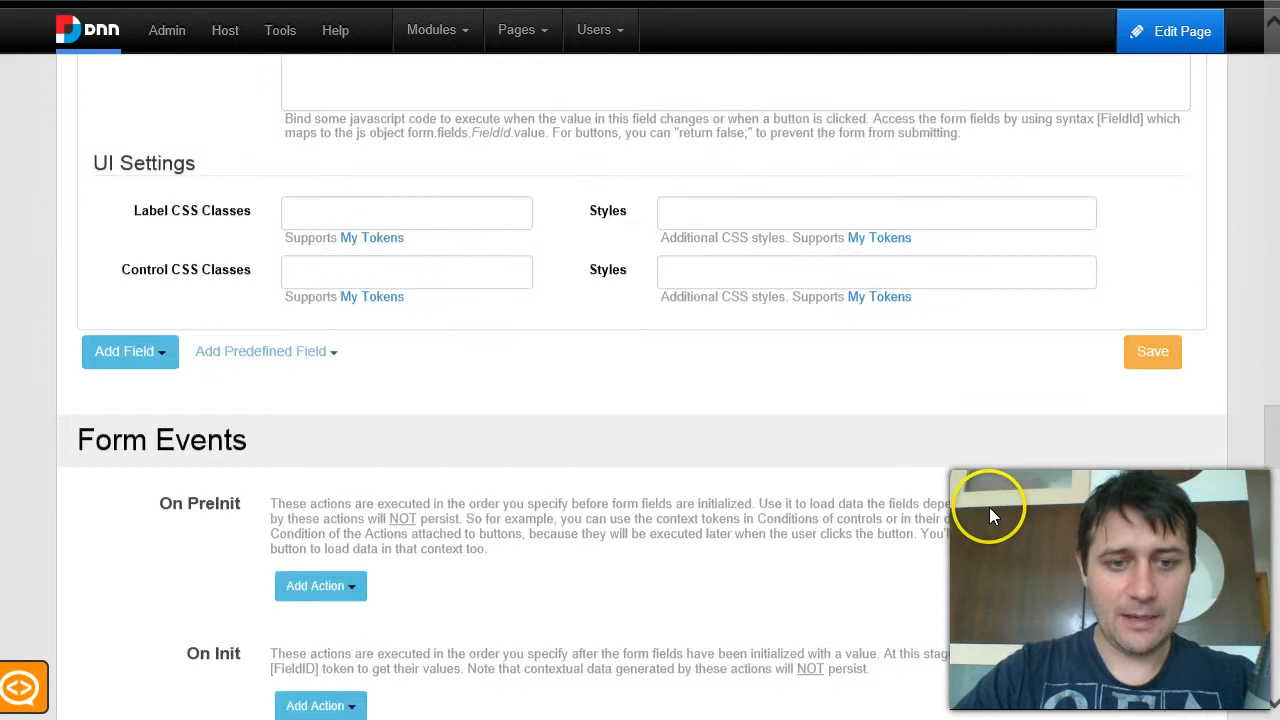 DNN Admin Host Tools Help Modules Pages Users Edit Page
Bind some javascript code to execute when the value in this field changes or when a button is clicked. Access the form fields by using syntax [FieldId] which
maps to the js object form.fields.FieldId.value. For buttons, you can "return false;" to prevent the form from submitting.
UI Settings
Label CSS Classes Styles
Supports My Tokens Additional CSS styles. Supports My Tokens
Control CSS Classes Styles
Supports My Tokens Additional CSS styles. Supports My Tokens
Add Field Add Predefined Field Save
Form Events
On PreInit These actions are executed in the order you specify before form fields are initialized. Use it to load data the fields depe
by these actions will NOT persist. So for example, you can use the context tokens in Conditions of controls or in their d
Condition of the Actions attached to buttons, because they will be executed later when the user clicks the button. You'
button to load data in that context too.
Add Action
On Init These actions are executed in the order you specify after the form fields have been initialized with a value. At this stag
[FieldID] token to get their values. Note that contextual data generated by these actions will NOT persist.
Add Action